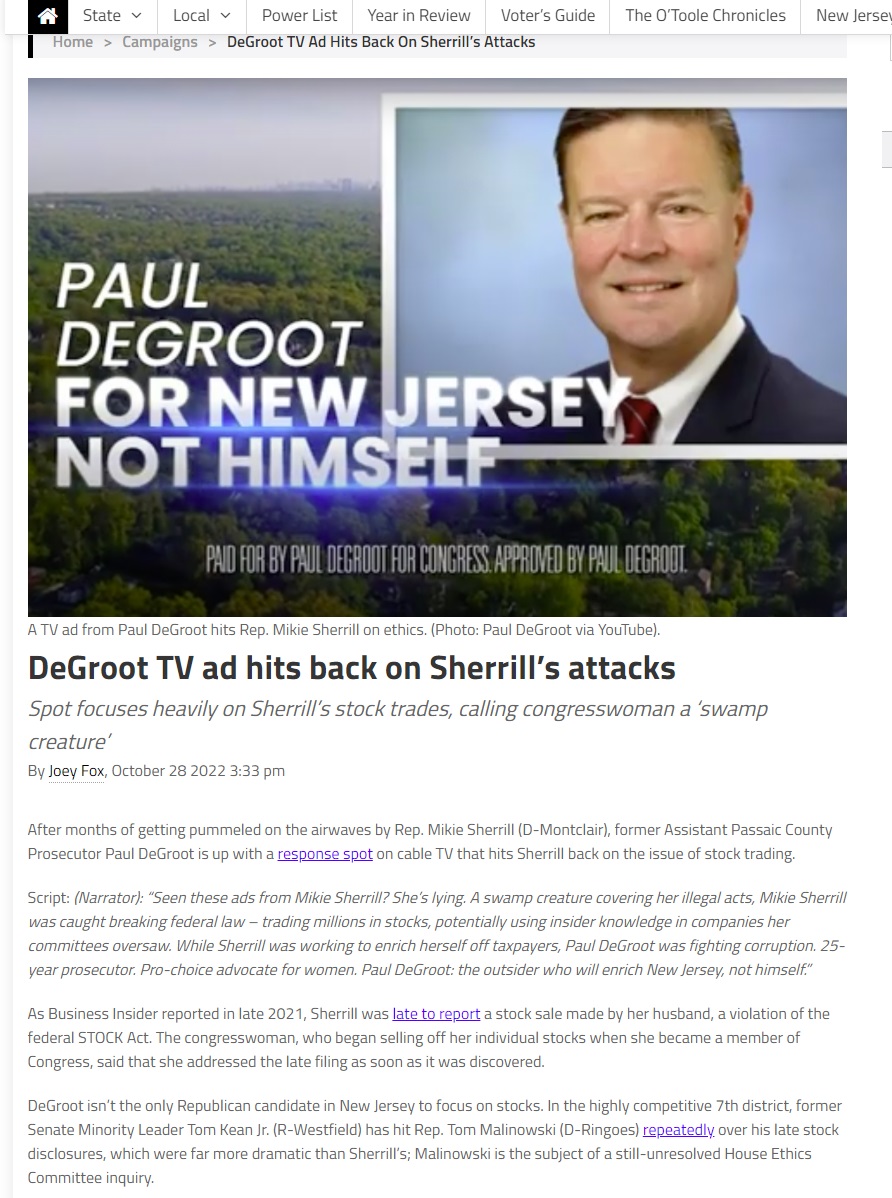 State Local Power List Year in Review Voter's Guide The O'Toole Chronicles New Jersey
Home > Campaigns > DeGroot TV Ad Hits Back On Sherrill's Attacks
PAUL
DEGROOT
FOR NEW JERSEY
NOT HIMSELF
PAID FOR BY PAUL DEGROOT FOR CONGRESS. APPROVED BY PAUL DEGROOT.
A TV ad from Paul DeGroot hits Rep. Mikie Sherrill on ethics. (Photo: Paul DeGroot via YouTube).
DeGroot TV ad hits back on Sherrill's attacks
Spot focuses heavily on Sherrill's stock trades, calling congresswoman a 'swamp
creature'
By Joey Fox, October 28 2022 3:33 pm
After months of getting pummeled on the airwaves by Rep. Mikie Sherrill (D-Montclair), former Assistant Passaic County
Prosecutor Paul DeGroot is up with a response spot on cable TV that hits Sherrill back on the issue of stock trading.
Script: (Narrator): "Seen these ads from Mikie Sherrill? She's lying. A swamp creature covering her illegal acts, Mikie Sherrill
was caught breaking federal law – trading millions in stocks, potentially using insider knowledge in companies her
committees oversaw. While Sherrill was working to enrich herself off taxpayers, Paul DeGroot was fighting corruption. 25-
year prosecutor. Pro-choice advocate for women. Paul DeGroot: the outsider who will enrich New Jersey, not himself."
As Business Insider reported in late 2021, Sherrill was late to report a stock sale made by her husband, a violation of the
federal STOCK Act. The congresswoman, who began selling off her individual stocks when she became a member of
Congress, said that she addressed the late filing as soon as it was discovered.
DeGroot isn't the only Republican candidate in New Jersey to focus on stocks. In the highly competitive 7th district, former
Senate Minority Leader Tom Kean Jr. (R-Westfield) has hit Rep. Tom Malinowski (D-Ringoes) repeatedly over his late stock
disclosures, which were far more dramatic than Sherrill's; Malinowski is the subject of a still-unresolved House Ethics
Committee inquiry.